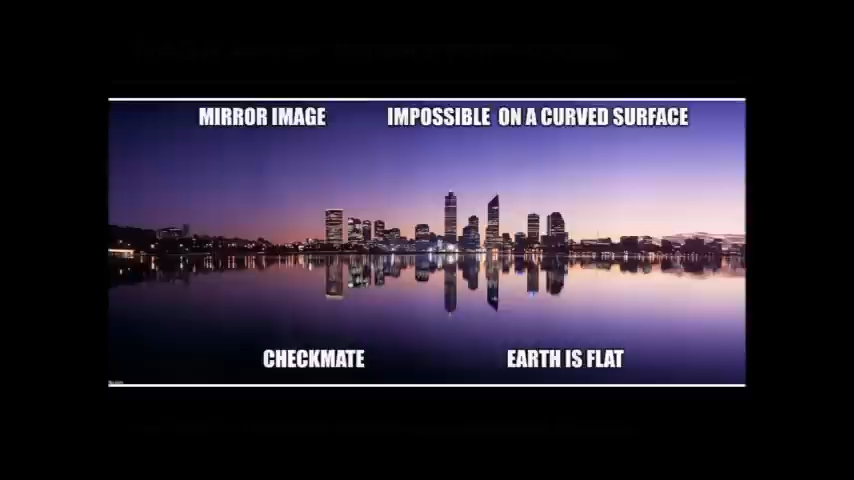 MIRROR IMAGE
IMPOSSIBLE ON A CURVED SURFACE
CHECKMATE
EARTH IS FLAT